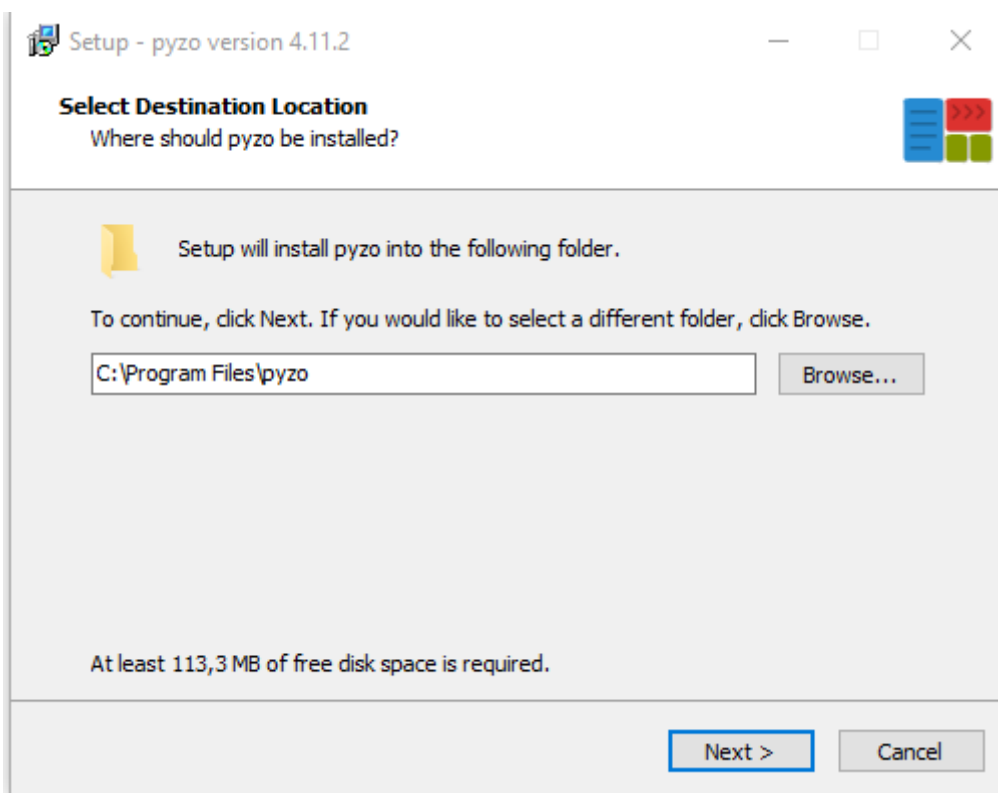 Setup - pyzo version 4.11.2
Select Destination Location
Where should pyzo be installed?
>>>
Setup will install pyzo into the following folder.
To continue, click Next. If you would like to select a different folder, click Browse.
C:\Program Files\pyzo
Browse...
At least 113,3 MB of free disk space is required.
Next >
Cancel